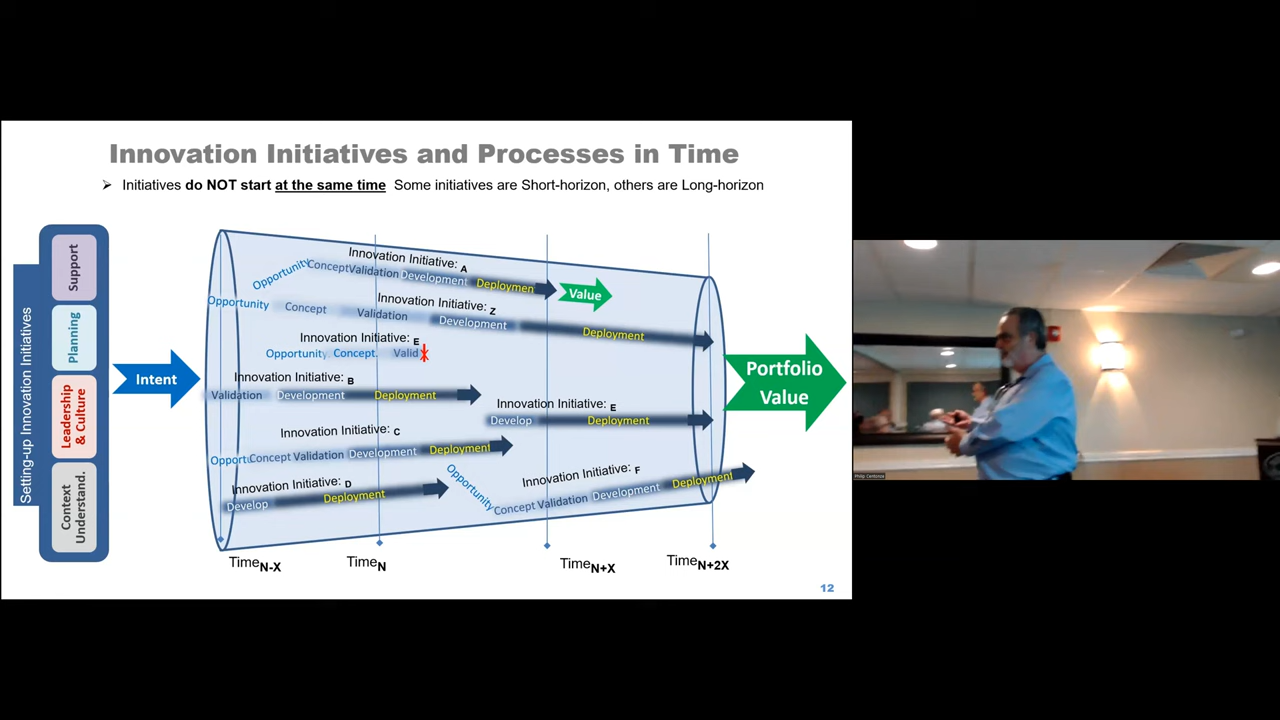 Innovation Initiatives and Processes in Time
➢ Initiatives do NOT start at the same time Some initiatives are Short-horizon, others are Long-horizon
Setting-up Innovation Initiatives
Support
Planning
Leadership
& Culture
Context
Understand.
Intent
Innovation Initiative: A
Opportunity Concept Validation Development Deploymen
Value
Innovation Initiative: Z
Opportunity Concept Validation Development Deployment
Innovation Initiative: E
Opportunity Concept. Valid
Innovation Initiative: B
Validation Development Deployment
Innovation Initiative: E
Develop Deployment
Innovation Initiative: C
Opportu Concept Validation Development Deployment
Innovation Initiative: D
Develop Deployment
Innovation Initiative: F
Opportunity Concept Validation Development Deployment
Portfolio
Value
TimeN-X TimeN TimeN+X TimeN+2X
12